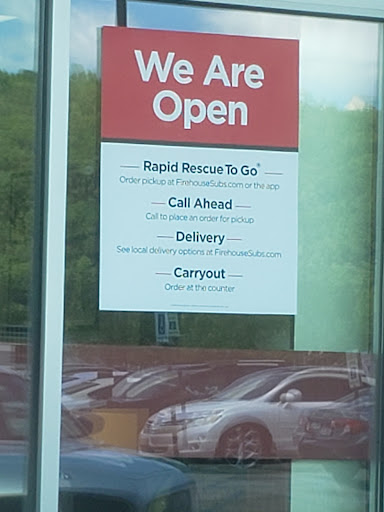 We Are
Open
Rapid Rescue To Go®
Order pickup at FirehouseSubs.com or the app
Call Ahead
Call to place an order for pickup
Delivery
See local delivery options at FirehouseSubs.com
Carryout
Order at the counter